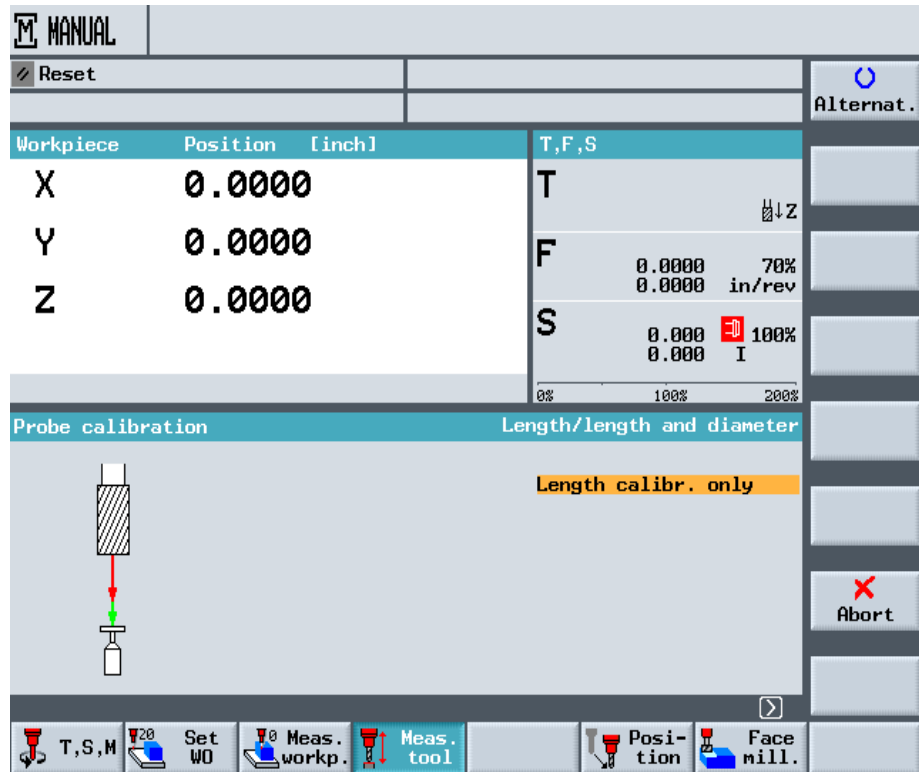 M MANUAL
Reset
Alternat.
Workpiece Position [inch] T,F,S
X 0.0000
Y 0.0000
Z 0.0000
T
Z
F
0.0000 70%
0.0000 in/rev
S
0.000 100%
0.000 I
0% 100% 200%
Probe calibration Length/length and diameter
Length calibr. only
Abort
T,S,M
20 Set
WO
0 Meas.
workp.
Meas.
tool
Posi-
tion
Face
mill.